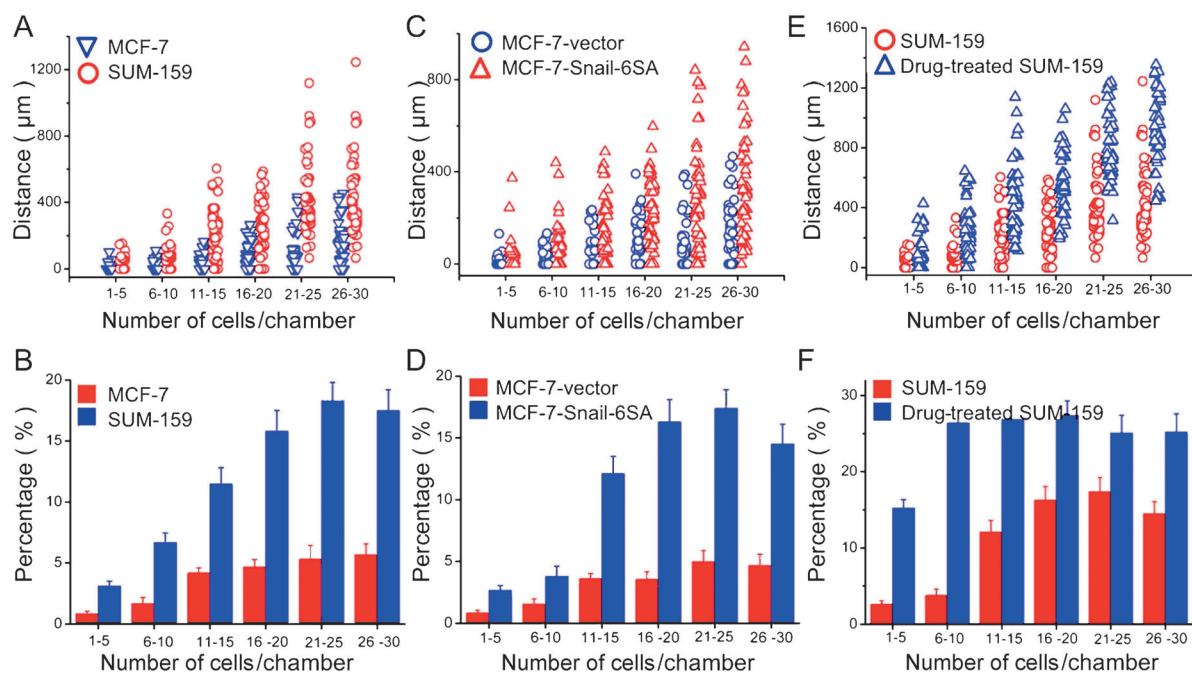 A
MCF-7
SUM-159
Distance ( µm )
1200
800
400
0
1-5 6-10 11-15 16-20 21-25 26-30
Number of cells/chamber
C
MCF-7-vector
MCF-7-Snail-6SA
Distance ( µm )
800
400
0
1-5 6-10 11-15 16-20 21-25 26-30
Number of cells/chamber
E
SUM-159
Drug-treated SUM-159
Distance ( µm )
1600
1200
800
400
0
1-5 6-10 11-15 16-20 21-25 26-30
Number of cells/chamber
B
MCF-7
SUM-159
Percentage ( % )
20
15
10
5
0
1-5 6-10 11-15 16 -20 21-25 26 -30
Number of cells/chamber
D
MCF-7-vector
MCF-7-Snail-6SA
Percentage ( % )
20
15
10
5
0
1-5 6-10 11-15 16 -20 21-25 26 -30
Number of cells/chamber
F
SUM-159
Drug-treated SUM-159
Percentage ( % )
30
20
10
0
1-5 6-10 11-15 16 -20 21-25 26 -30
Number of cells/chamber